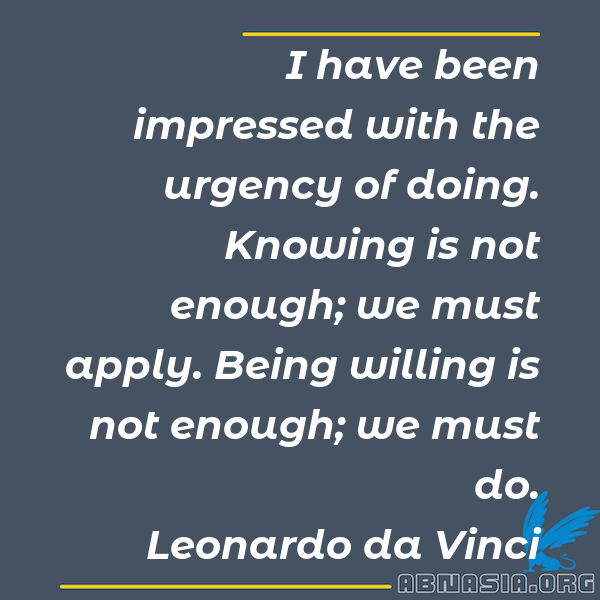 I have been
impressed with the
urgency of doing.
Knowing is not
enough; we must
apply. Being willing is
not enough; we must
do.
Leonardo da Vinci
ABNASIA.ORG